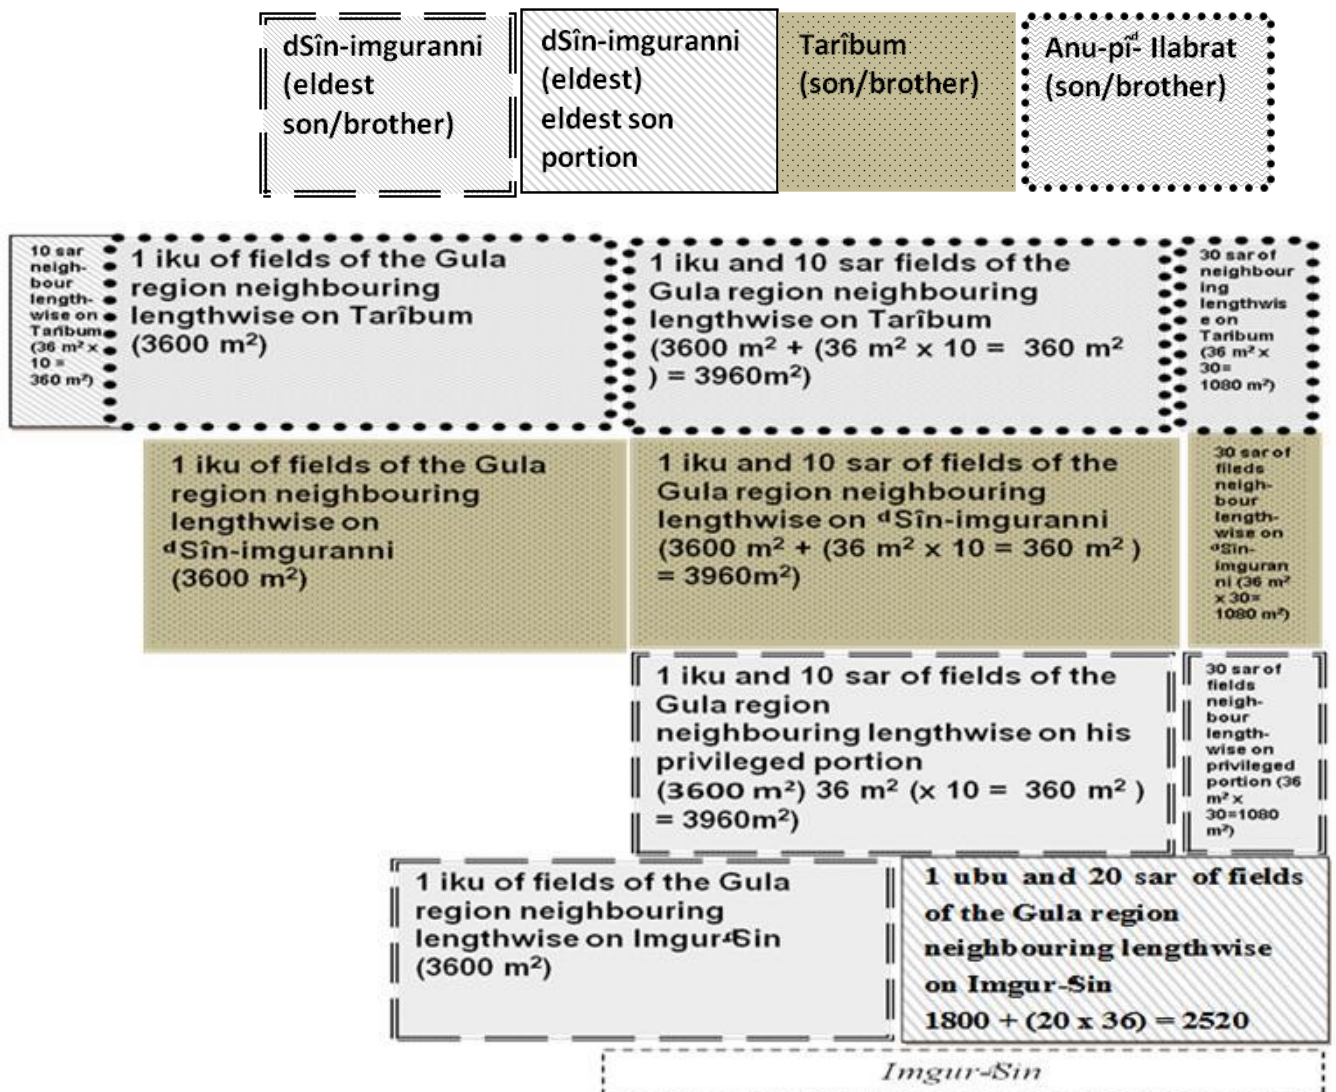 dSîn-imguranni
(eldest
son/brother)
dSîn-imguranni
(eldest)
eldest son
portion
Tarîbum
(son/brother)
Anu-pî-ᵈ Ilabrat
(son/brother)
10 sar
neigh-
bour
length-
wise on
Tarîbum
(36 m² x
10 =
360 m²)
1 iku of fields of the Gula
region neighbouring
lengthwise on Tarîbum
(3600 m²)
1 iku and 10 sar fields of the
Gula region neighbouring
lengthwise on Tarîbum
(3600 m² + (36 m² x 10 = 360 m²
) = 3960m²)
30 sar of
neighbour
ing
lengthwis
e on
Tarîbum
(36 m² x
30=
1080 m²)
1 iku of fields of the Gula
region neighbouring
lengthwise on
ᵈSîn-imguranni
(3600 m²)
1 iku and 10 sar of fields of the
Gula region neighbouring
lengthwise on ᵈSîn-imguranni
(3600 m² + (36 m² x 10 = 360 m² )
= 3960m²)
30 sar of
fileds
neigh-
bour
length-
wise on
ᵈSîn-
imguran
ni (36 m²
x 30=
1080 m²)
1 iku and 10 sar of fields of the
Gula region
neighbouring lengthwise on his
privileged portion
(3600 m²) 36 m² (x 10 = 360 m² )
= 3960m²)
30 sar of
fields
neigh-
bour
length-
wise on
privileged
portion (36
m² x
30=1080
m²)
1 iku of fields of the Gula
region neighbouring
lengthwise on Imgur-ᵈSin
(3600 m²)
1 ubu and 20 sar of fields
of the Gula region
neighbouring lengthwise
on Imgur-Sin
1800 + (20 x 36) = 2520
Imgur-ᵈSin